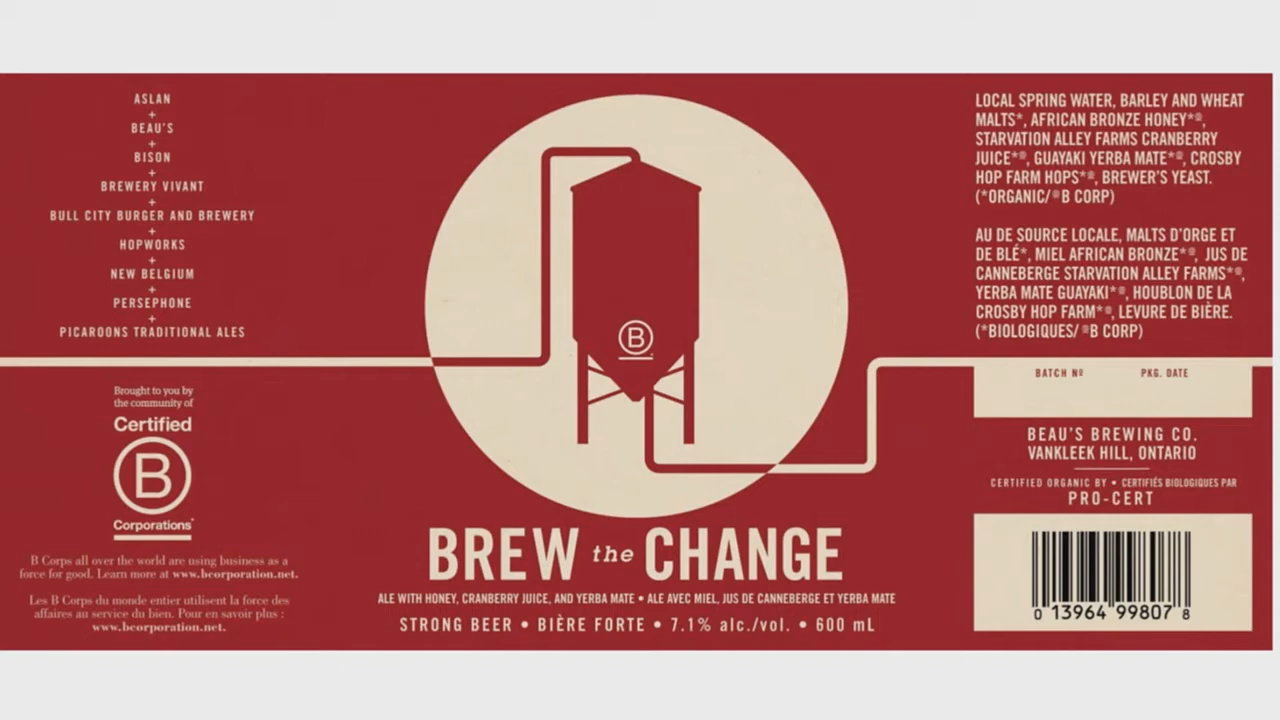 ASLAN
+
BEAU'S
+
BISON
+
BREWERY VIVANT
+
BULL CITY BURGER AND BREWERY
+
HOPWORKS
+
NEW BELGIUM
+
PERSEPHONE
+
PICAROONS TRADITIONAL ALES
Brought to you by
the community of
Certified
B
Corporations
B Corps all over the world are using business as a
force for good. Learn more at www.bcorporation.net.
Les B Corps du monde entier utilisent la force des
affaires au service du bien. Pour en savoir plus :
www.bcorporation.net.
B
BREW the CHANGE
ALE WITH HONEY, CRANBERRY JUICE, AND YERBA MATE • ALE AVEC MIEL, JUS DE CANNEBERGE ET YERBA MATE
STRONG BEER • BIÈRE FORTE • 7.1% alc./vol. • 600 mL
LOCAL SPRING WATER, BARLEY AND WHEAT
MALTS*, AFRICAN BRONZE HONEY*Ⓑ,
STARVATION ALLEY FARMS CRANBERRY
JUICE*Ⓑ, GUAYAKI YERBA MATE*Ⓑ, CROSBY
HOP FARM HOPS*Ⓑ, BREWER'S YEAST.
(*ORGANIC/ⒷB CORP)
AU DE SOURCE LOCALE, MALTS D'ORGE ET
DE BLÉ*, MIEL AFRICAN BRONZE*Ⓑ, JUS DE
CANNEBERGE STARVATION ALLEY FARMS*Ⓑ,
YERBA MATE GUAYAKI*Ⓑ, HOUBLON DE LA
CROSBY HOP FARM*Ⓑ, LEVURE DE BIÈRE.
(*BIOLOGIQUES/ ⒷB CORP)
BATCH Nº PKG. DATE
BEAU'S BREWING CO.
VANKLEEK HILL, ONTARIO
CERTIFIED ORGANIC BY • CERTIFIÉS BIOLOGIQUES PAR
PRO-CERT
0 13964 99807 8